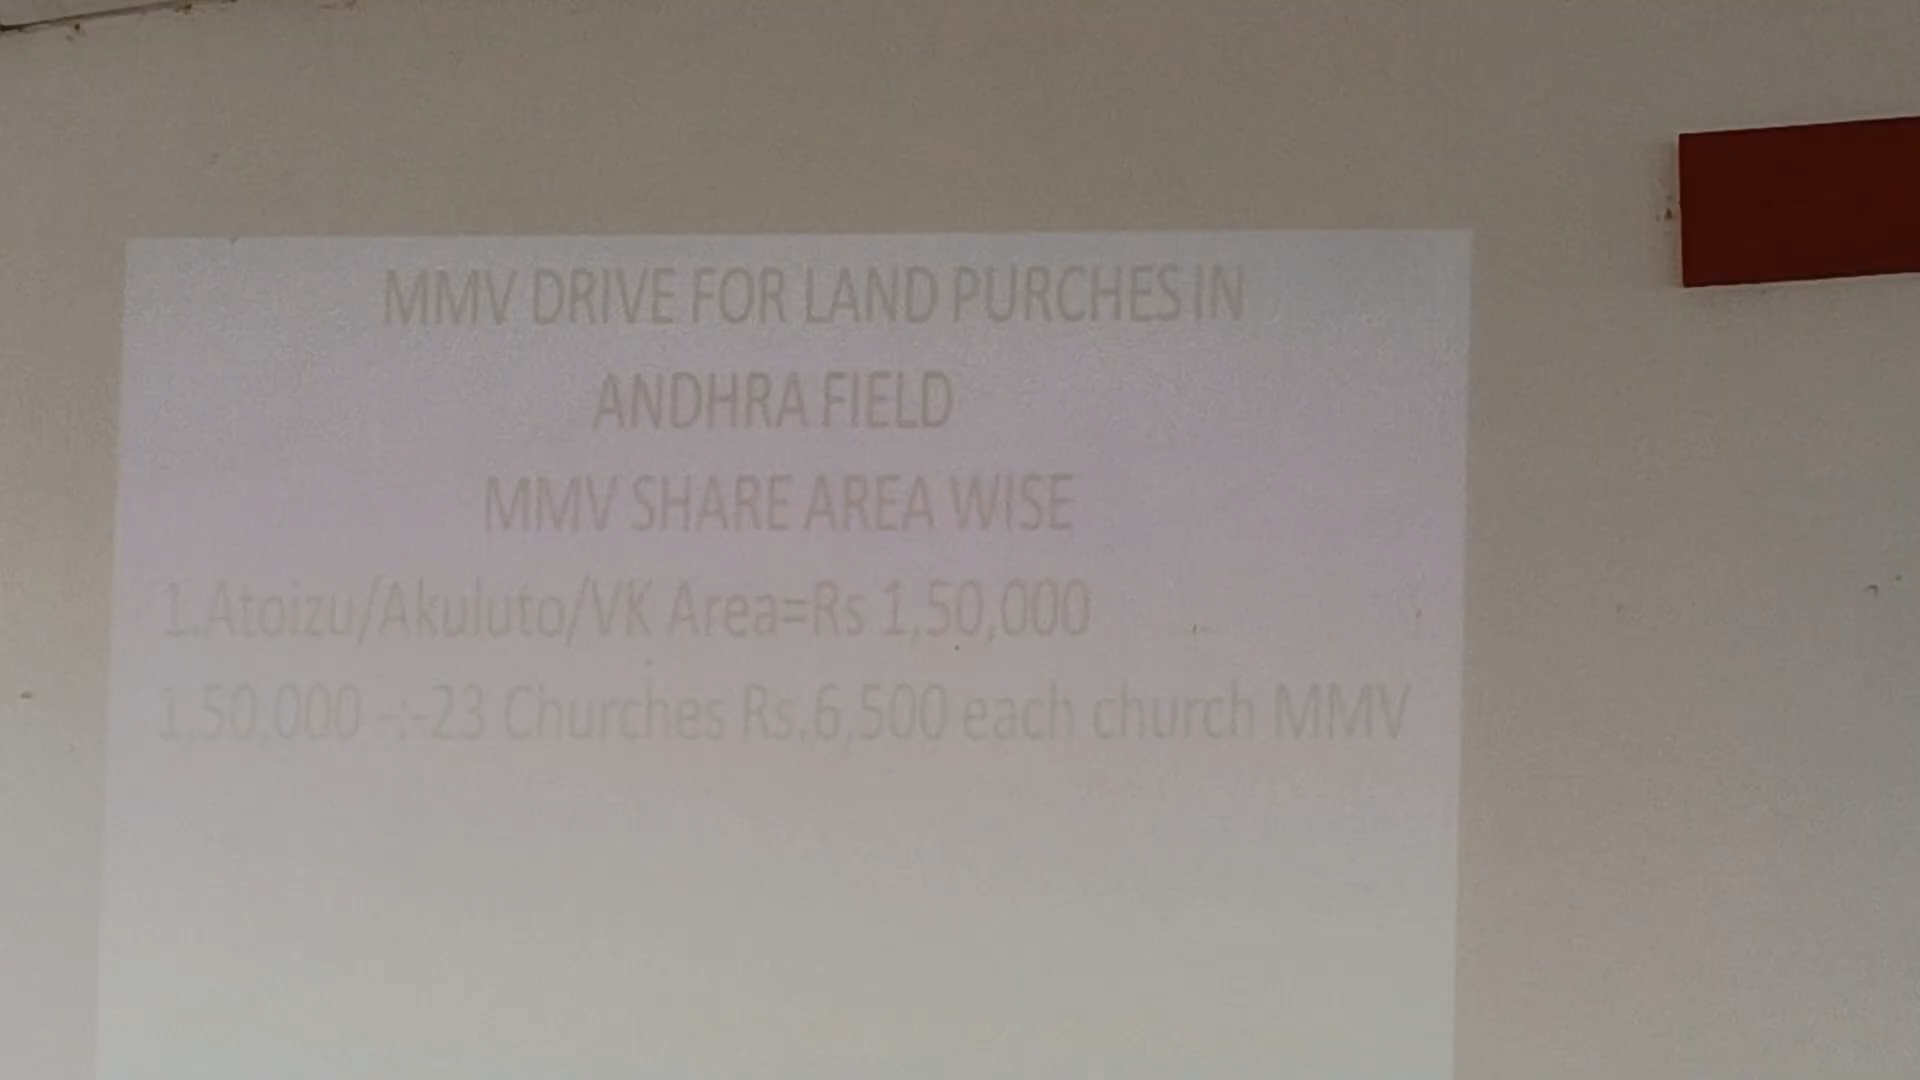 MMV DRIVE FOR LAND PURCHES IN
ANDHRA FIELD
MMV SHARE AREA WISE
1.Atoizu/Akuluto/VK Area=Rs 1,50,000
1,50,000 -:-23 Churches Rs.6,500 each church MMV